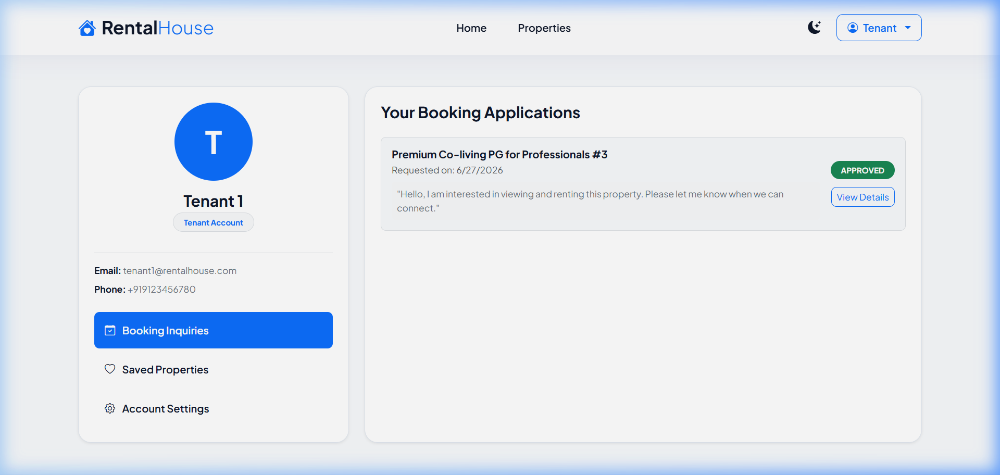 RentalHouse
Home
Properties
Tenant
T
Tenant 1
Tenant Account
Email: tenant1@rentalhouse.com
Phone: +919123456780
Booking Inquiries
Saved Properties
Account Settings
Your Booking Applications
Premium Co-living PG for Professionals #3
Requested on: 6/27/2026
"Hello, I am interested in viewing and renting this property. Please let me know when we can
connect."
APPROVED
View Details